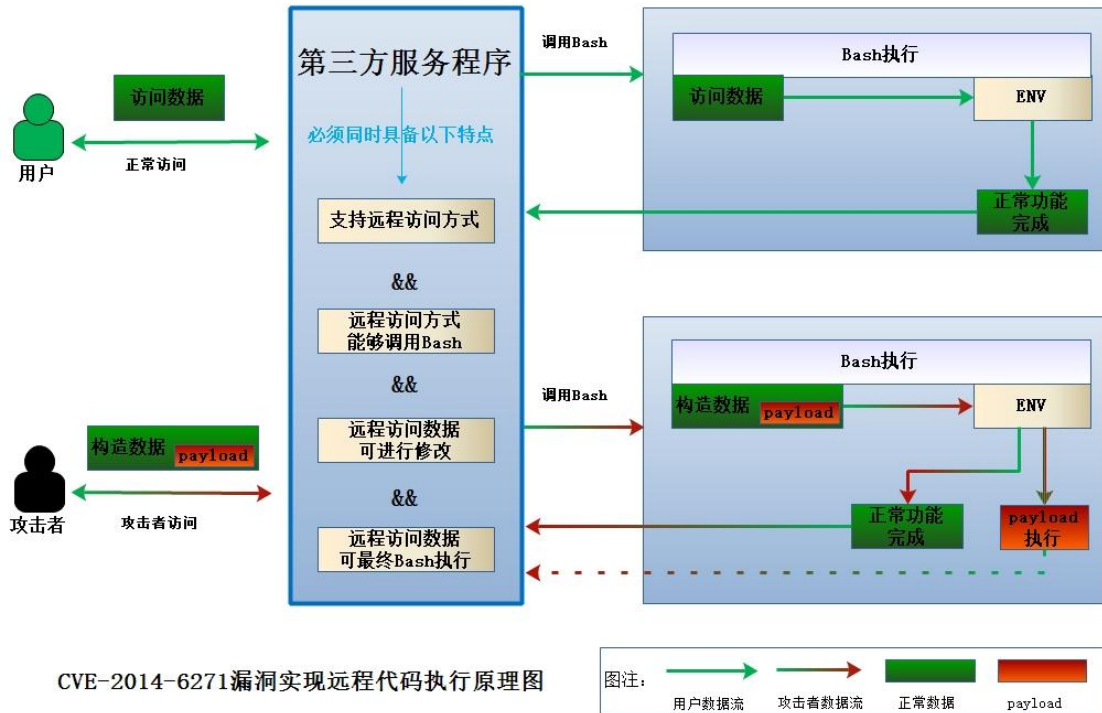 第三方服务程序
必须同时具备以下特点
支持远程访问方式
&&
远程访问方式
能够调用Bash
&&
远程访问数据
可进行修改
&&
远程访问数据
可最终Bash执行
访问数据
用户
正常访问
调用Bash
Bash执行
访问数据
ENV
正常功能
完成
构造数据
payload
攻击者
攻击者访问
调用Bash
Bash执行
构造数据
payload
ENV
正常功能
完成
payload
执行
CVE-2014-6271漏洞实现远程代码执行原理图
图注:
用户数据流
攻击者数据流
正常数据
payload